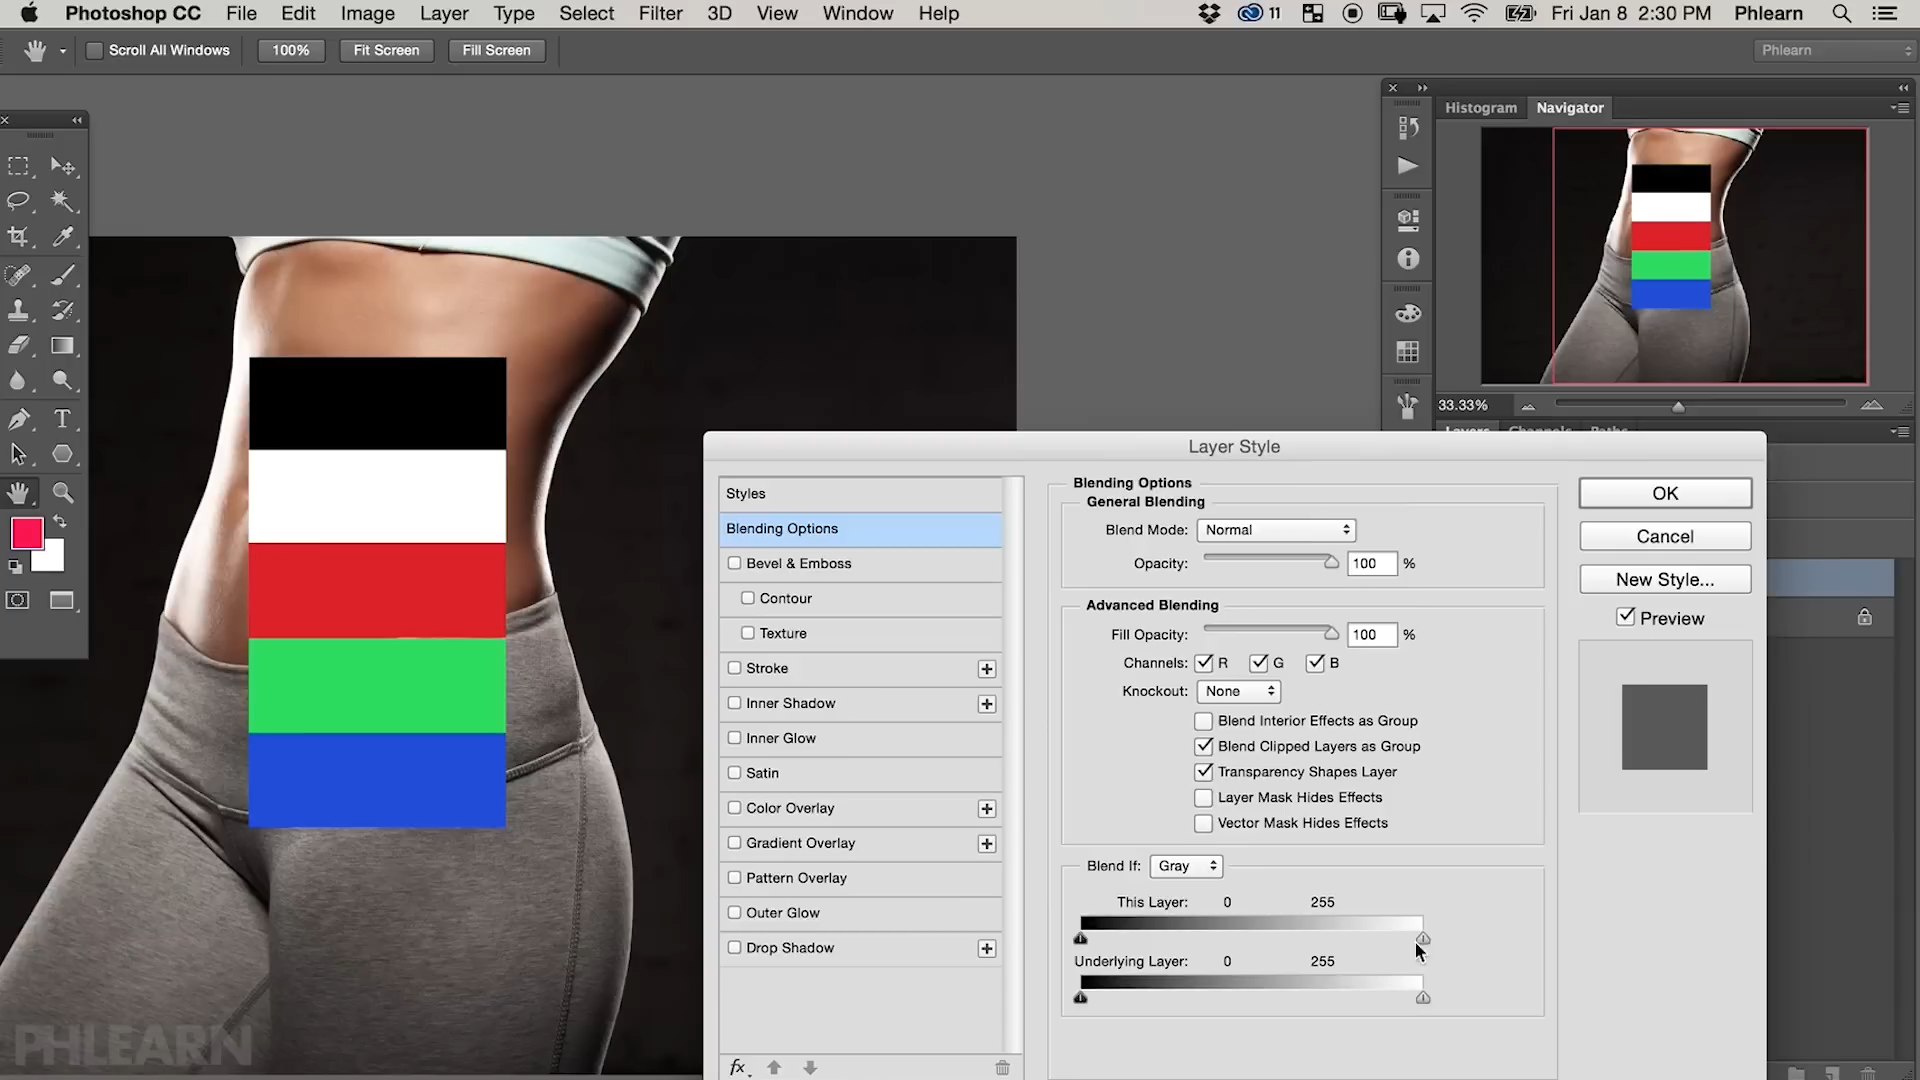 Photoshop CC File Edit Image Layer Type Select Filter 3D View Window Help 11 Fri Jan 8 2:30 PM Phlearn
Scroll All Windows 100% Fit Screen Fill Screen Phlearn
Histogram Navigator
33.33%
Layers Channels Paths
Layer Style
Styles
Blending Options
Bevel & Emboss
Contour
Texture
Stroke
Inner Shadow
Inner Glow
Satin
Color Overlay
Gradient Overlay
Pattern Overlay
Outer Glow
Drop Shadow
fx
Blending Options
General Blending
Blend Mode: Normal
Opacity: 100 %
Advanced Blending
Fill Opacity: 100 %
Channels: R G B
Knockout: None
Blend Interior Effects as Group
Blend Clipped Layers as Group
Transparency Shapes Layer
Layer Mask Hides Effects
Vector Mask Hides Effects
Blend If: Gray
This Layer: 0 255
Underlying Layer: 0 255
OK
Cancel
New Style...
Preview
PHLEARN